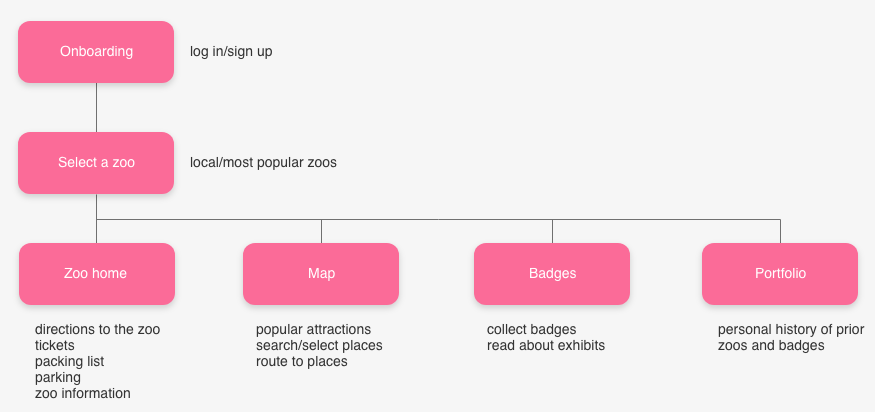 Onboarding
log in/sign up
Select a zoo
local/most popular zoos
Zoo home
Map
Badges
Portfolio
directions to the zoo
tickets
packing list
parking
zoo information
popular attractions
search/select places
route to places
collect badges
read about exhibits
personal history of prior
zoos and badges